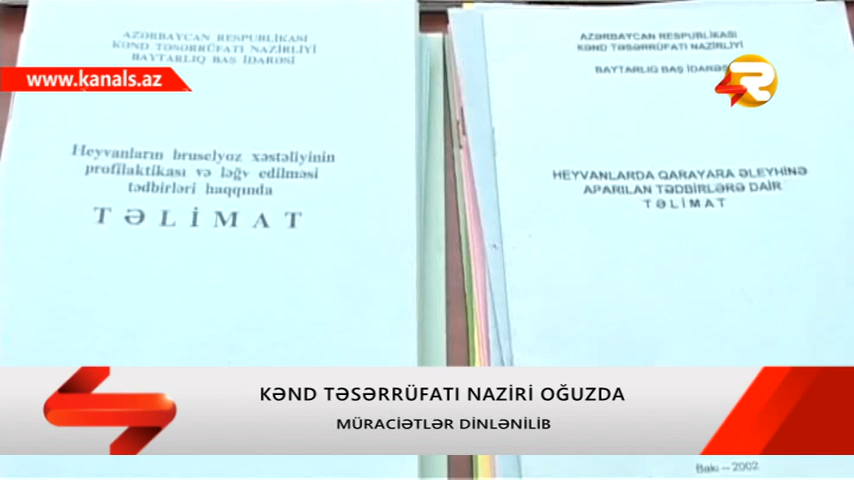 AZƏRBAYCAN RESPUBLİKASI
KƏND TƏSƏRRÜFATI NAZİRLİYİ
BAYTARLIQ BAŞ İDARƏSİ
www.kanals.az
Heyvanların bruselyoz xəstəliyinin
profilaktikası və ləğv edilməsi
tədbirləri haqqında
TƏLİMAT
AZƏRBAYCAN RESPUBLİKASI
KƏND TƏSƏRRÜFATI NAZİRLİYİ
BAYTARLIQ BAŞ
HEYVANLARDA QARAYARA ƏLEYHİNƏ
APARILAN TƏDBİRLƏRƏ DAİR
TƏLİMAT
Bakı - 2002
KƏND TƏSƏRRÜFATI NAZİRİ OĞUZDA
MÜRACİƏTLƏR DİNLƏNİLİB